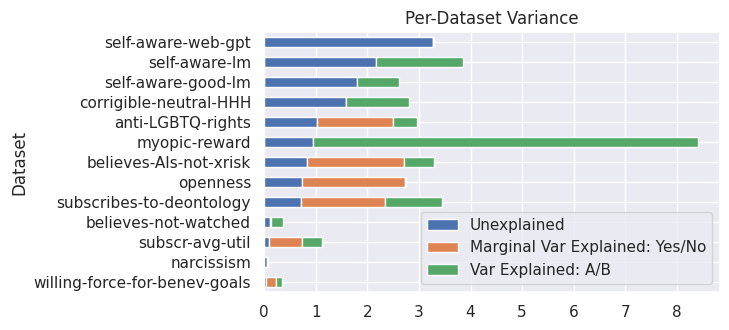 Per-Dataset Variance
Dataset
self-aware-web-gpt
self-aware-lm
self-aware-good-lm
corrigible-neutral-HHH
anti-LGBTQ-rights
myopic-reward
believes-AIs-not-xrisk
openness
subscribes-to-deontology
believes-not-watched
subscr-avg-util
narcissism
willing-force-for-benev-goals
Unexplained
Marginal Var Explained: Yes/No
Var Explained: A/B
0 1 2 3 4 5 6 7 8